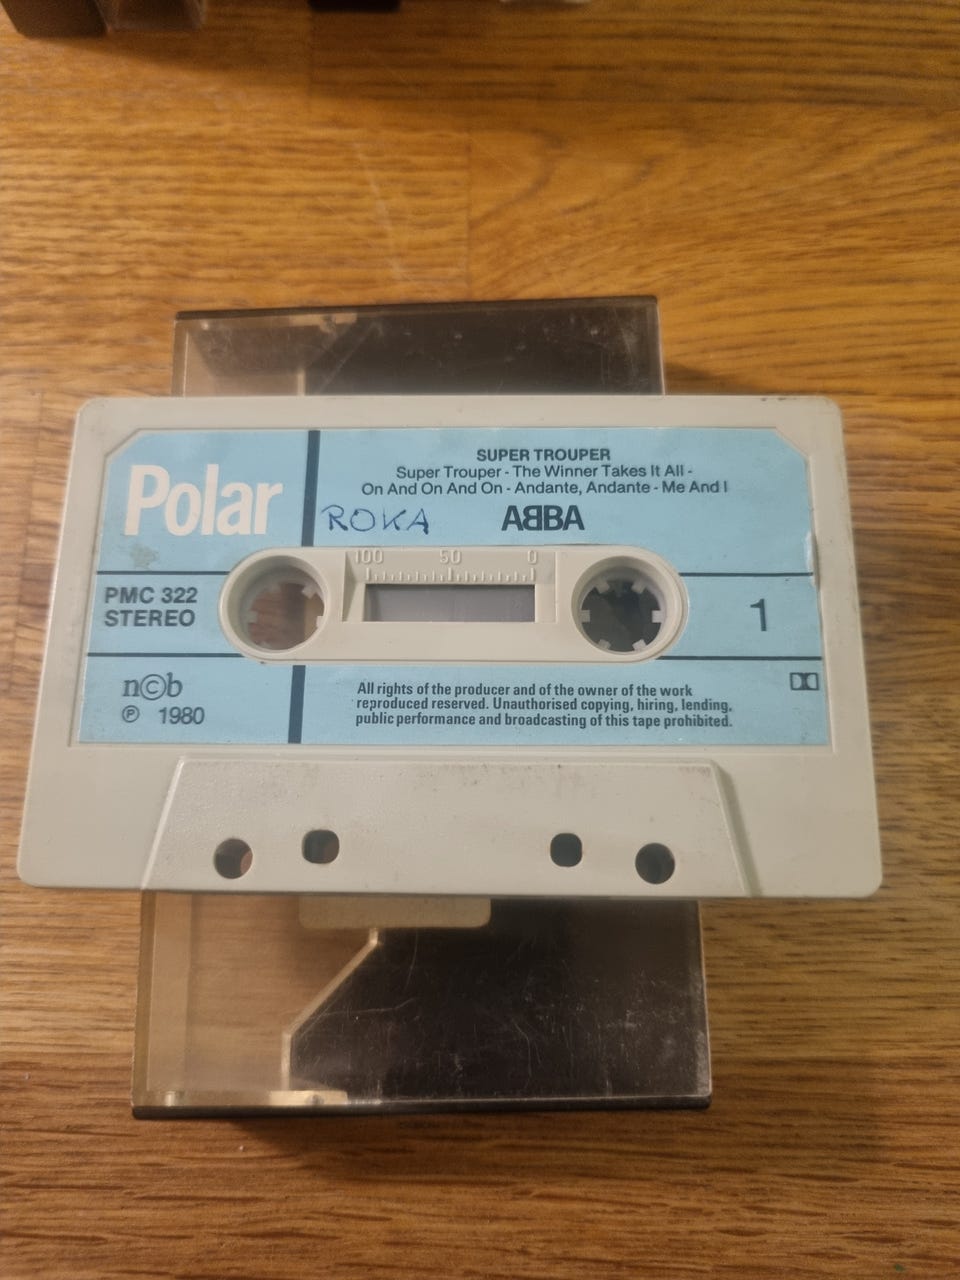 Polar
SUPER TROUPER
Super Trouper - The Winner Takes It All -
On And On And On - Andante, Andante - Me And I
ROKA
ABBA
100 50 0
PMC 322
STEREO
1
n©b
℗ 1980
All rights of the producer and of the owner of the work
reproduced reserved. Unauthorised copying, hiring, lending,
public performance and broadcasting of this tape prohibited.